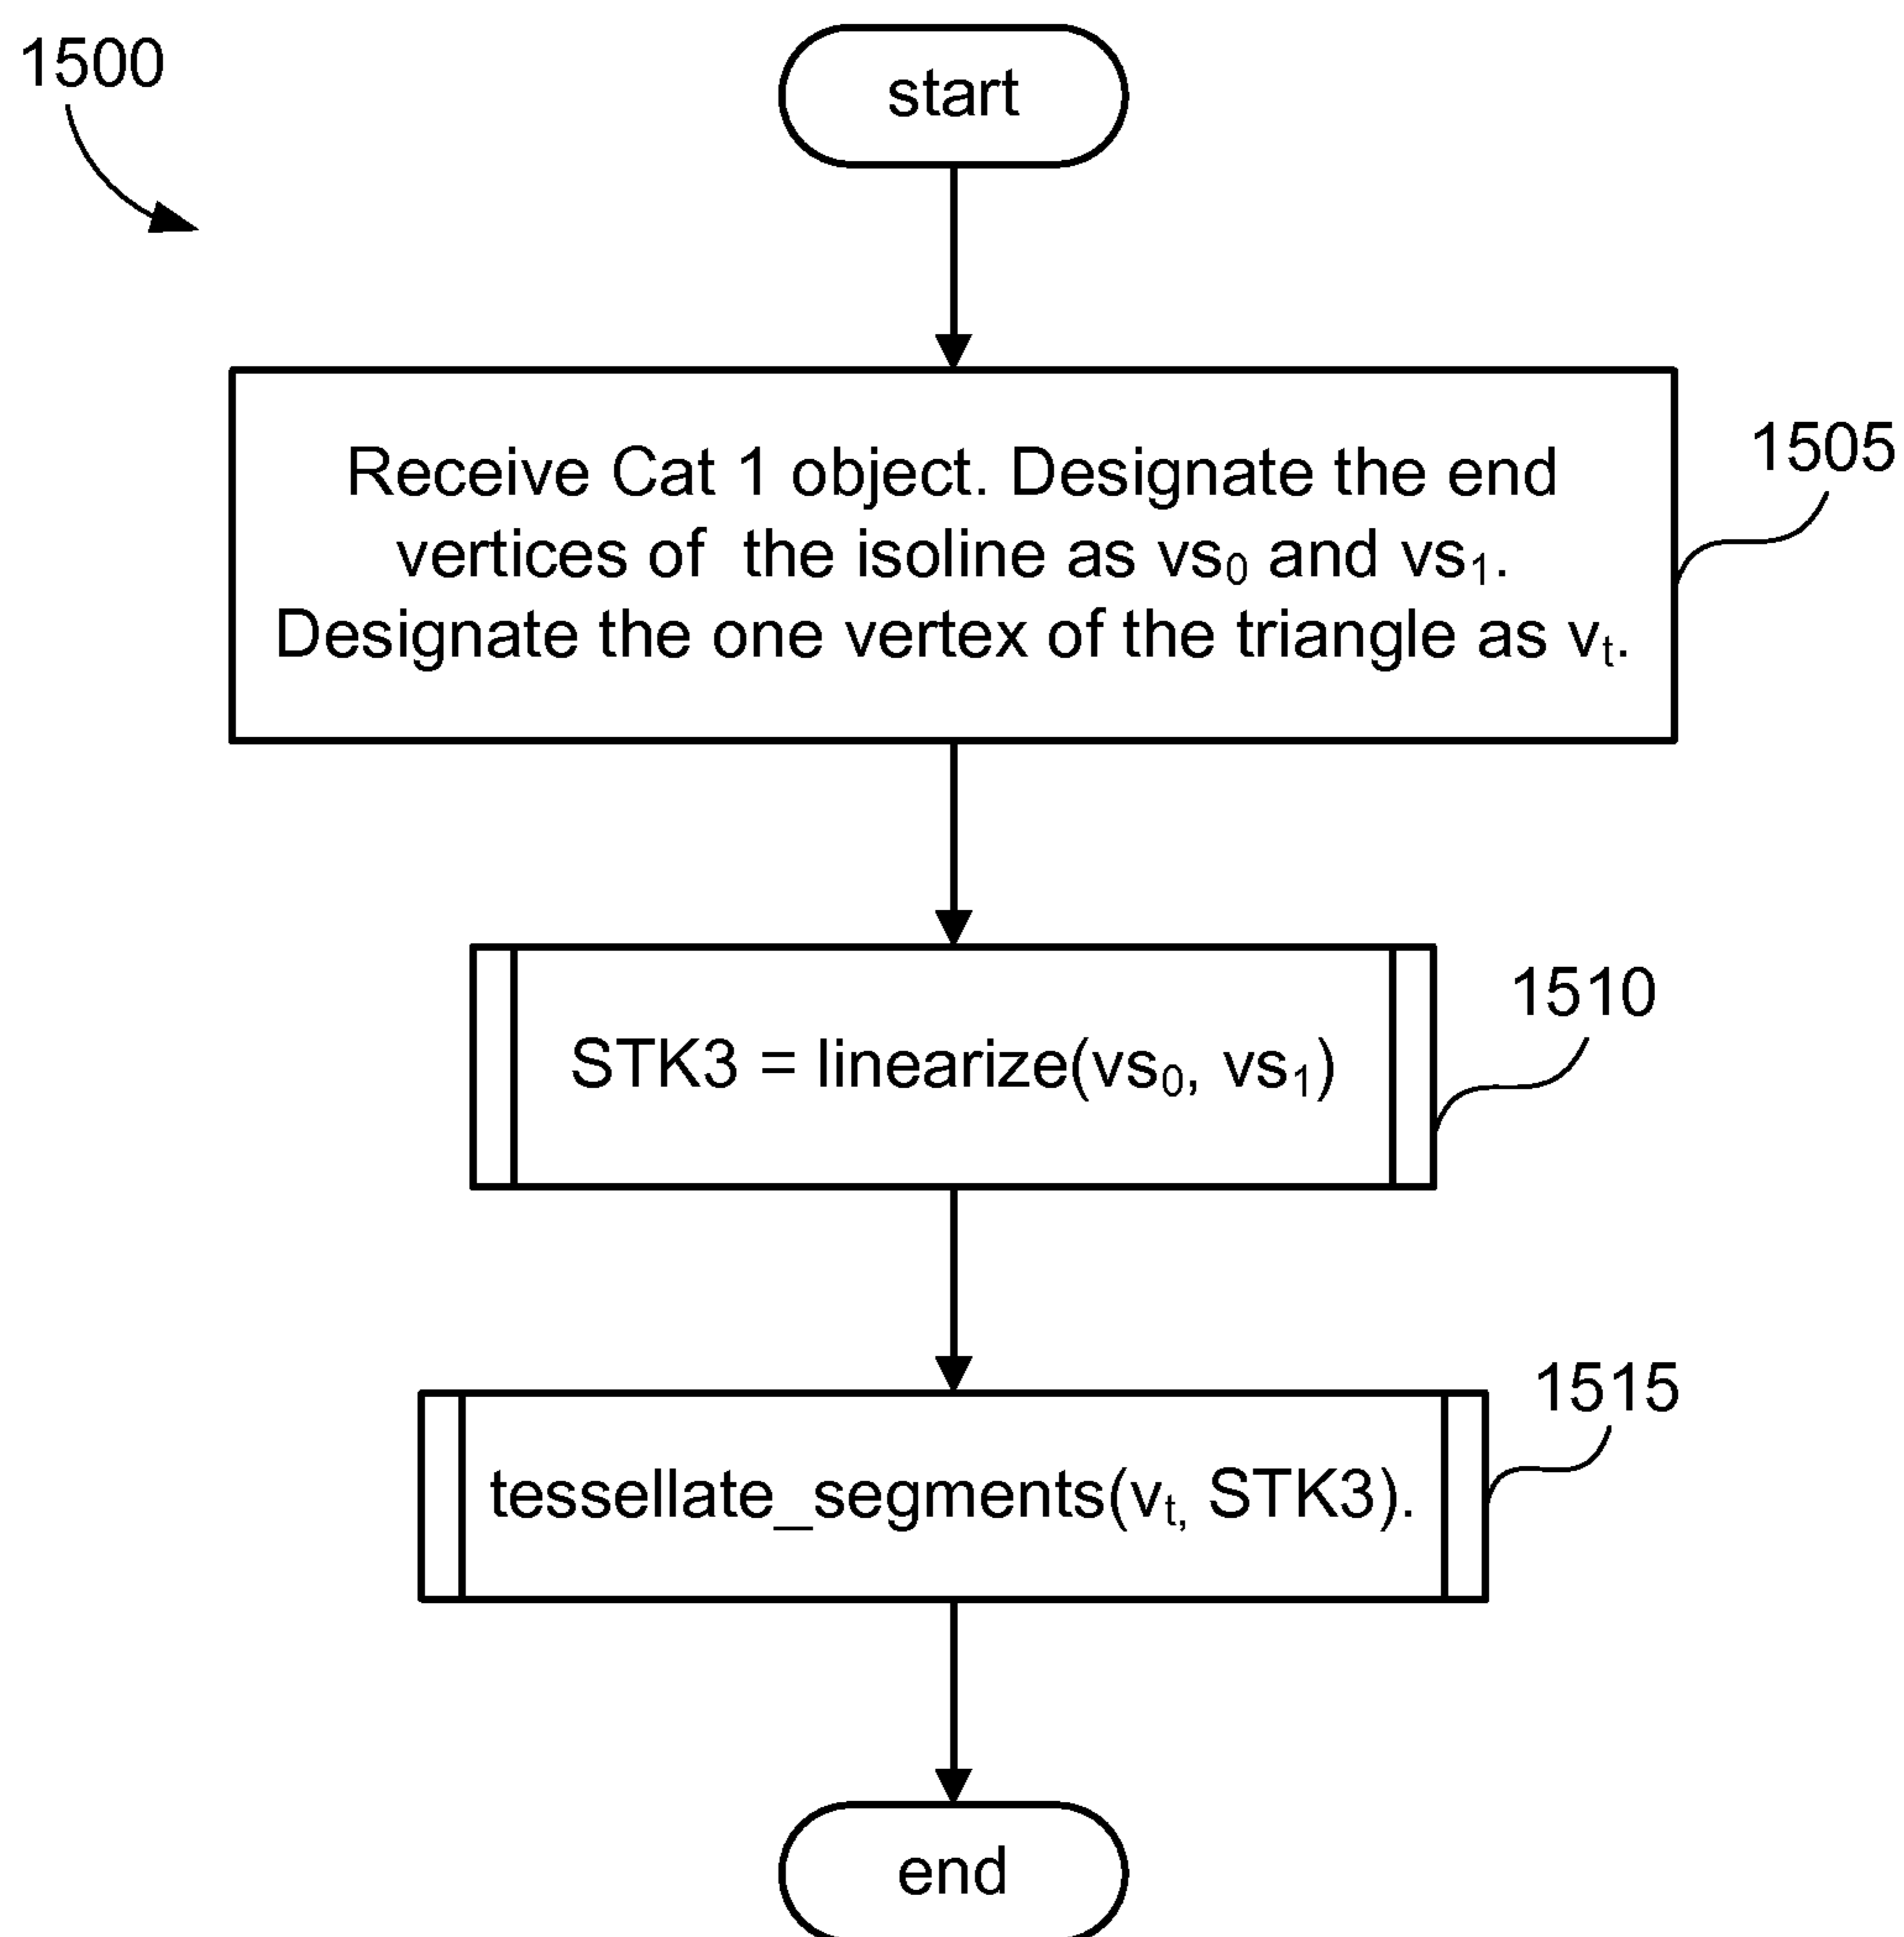 1500
start
Receive Cat 1 object. Designate the end
vertices of the isoline as vs₀ and vs₁.
Designate the one vertex of the triangle as vₜ.
1505
STK3 = linearize(vs₀, vs₁)
1510
tessellate_segments(vₜ, STK3).
1515
end